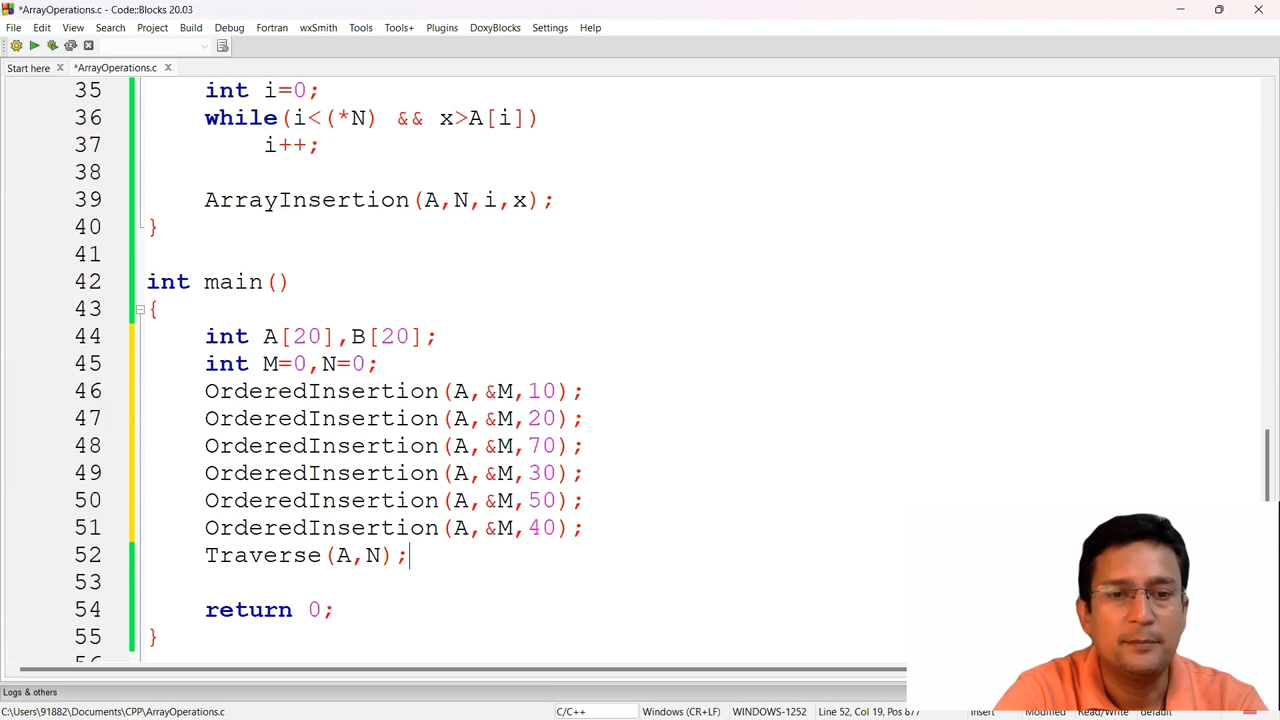 *ArrayOperations.c - Code::Blocks 20.03
File Edit View Search Project Build Debug Fortran wxSmith Tools Tools+ Plugins DoxyBlocks Settings Help
Start here *ArrayOperations.c
35 int i=0;
36 while(i<(*N) && x>A[i])
37 i++;
38
39 ArrayInsertion(A,N,i,x);
40 }
41
42 int main()
43 {
44 int A[20],B[20];
45 int M=0,N=0;
46 OrderedInsertion(A,&M,10);
47 OrderedInsertion(A,&M,20);
48 OrderedInsertion(A,&M,70);
49 OrderedInsertion(A,&M,30);
50 OrderedInsertion(A,&M,50);
51 OrderedInsertion(A,&M,40);
52 Traverse(A,N);
53
54 return 0;
55 }
Logs & others
C:\Users\91882\Documents\CPP\ArrayOperations.c C/C++ Windows (CR+LF) WINDOWS-1252 Line 52, Col 19, Pos 877 Insert Modified Read/Write default